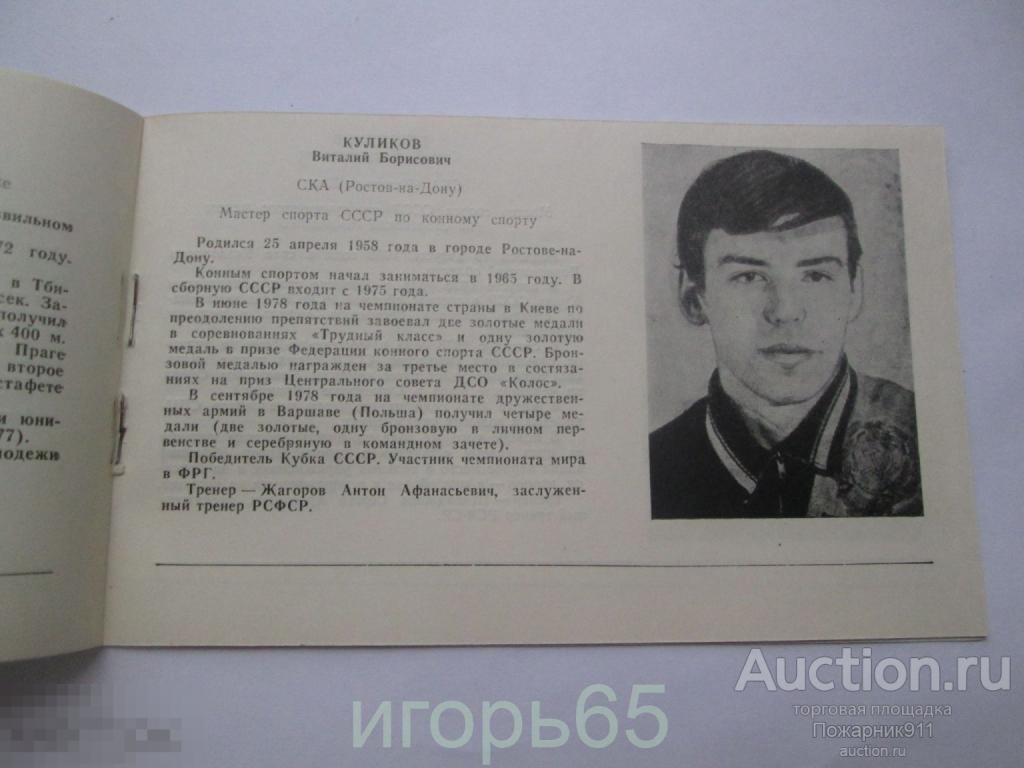 е
авильном
72 году.
в Тби-
сек. За-
получил
к 400 м.
Праге
второе
стафете
и юни-
77).
лодежи
КУЛИКОВ
Виталий Борисович
СКА (Ростов-на-Дону)
Мастер спорта СССР по конному спорту
Родился 25 апреля 1958 года в городе Ростове-на-
Дону.
Конным спортом начал заниматься в 1965 году. В
сборную СССР входит с 1975 года.
В июне 1978 года на чемпионате страны в Киеве по
преодолению препятствий завоевал две золотые медали
в соревнованиях «Трудный класс» и одну золотую
медаль в призе Федерации конного спорта СССР. Брон-
зовой медалью награжден за третье место в состяза-
ниях на приз Центрального совета ДСО «Колос».
В сентябре 1978 года на чемпионате дружествен-
ных армий в Варшаве (Польша) получил четыре ме-
дали (две золотые, одну бронзовую в личном пер-
венстве и серебряную в командном зачете).
Победитель Кубка СССР. Участник чемпионата мира
в ФРГ.
Тренер — Жагоров Антон Афанасьевич, заслужен-
ный тренер РСФСР.
Auction.ru
торговая площадка
Пожарник911
auction.ru
игорь65